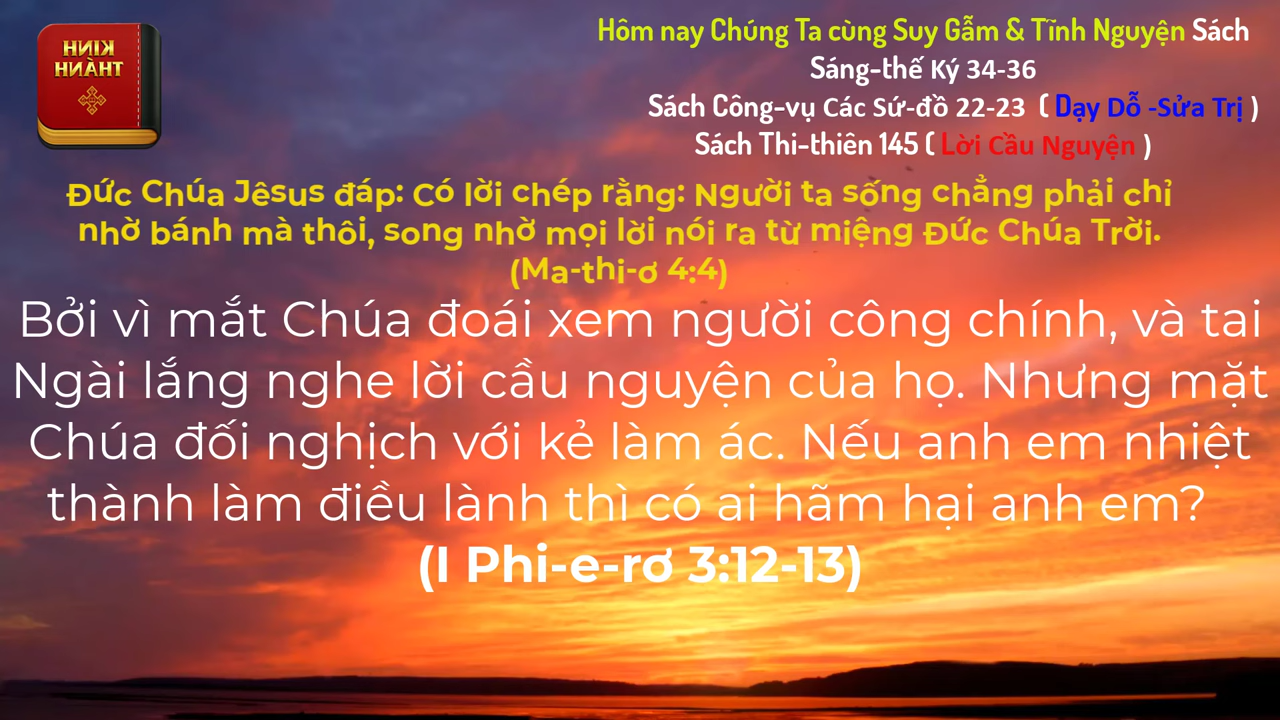 KINH
THÀNH
Hôm nay Chúng Ta cùng Suy Gẫm & Tĩnh Nguyện Sách
Sáng-thế Ký 34-36
Sách Công-vụ Các Sứ-đồ 22-23 ( Dạy Dỗ -Sửa Trị )
Sách Thi-thiên 145 ( Lời Cầu Nguyện )
Đức Chúa Jêsus đáp: Có lời chép rằng: Người ta sống chẳng phải chỉ
nhờ bánh mà thôi, song nhờ mọi lời nói ra từ miệng Đức Chúa Trời.
(Ma-thi-ơ 4:4)
Bởi vì mắt Chúa đoái xem người công chính, và tai
Ngài lắng nghe lời cầu nguyện của họ. Nhưng mặt
Chúa đối nghịch với kẻ làm ác. Nếu anh em nhiệt
thành làm điều lành thì có ai hãm hại anh em?
(I Phi-e-rơ 3:12-13)